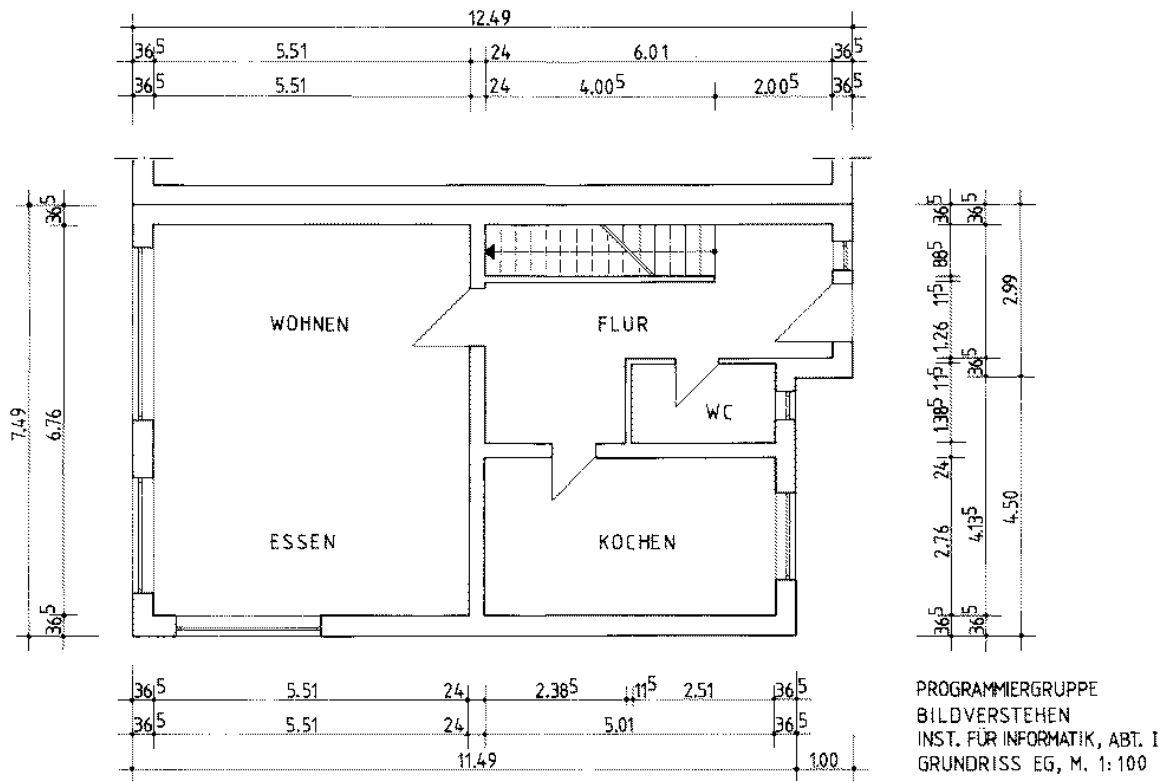 12.49
36⁵ 5.51 24 6.01 36⁵
36⁵ 5.51 24 4.00⁵ 2.00⁵ 36⁵
WOHNEN
FLUR
WC
ESSEN
KOCHEN
7.49
36⁵ 6.76 36⁵
36⁵ 88⁵ 11⁵ 1.26 11⁵ 1.38⁵ 24 2.76 36⁵
36⁵ 36⁵ 4.13⁵ 36⁵
2.99 4.50
36⁵ 5.51 24 2.38⁵ 11⁵ 2.51 36⁵
36⁵ 5.51 24 5.01 36⁵
11.49 1.00
PROGRAMMIERGRUPPE
BILDVERSTEHEN
INST. FÜR INFORMATIK, ABT. I
GRUNDRISS EG, M. 1:100